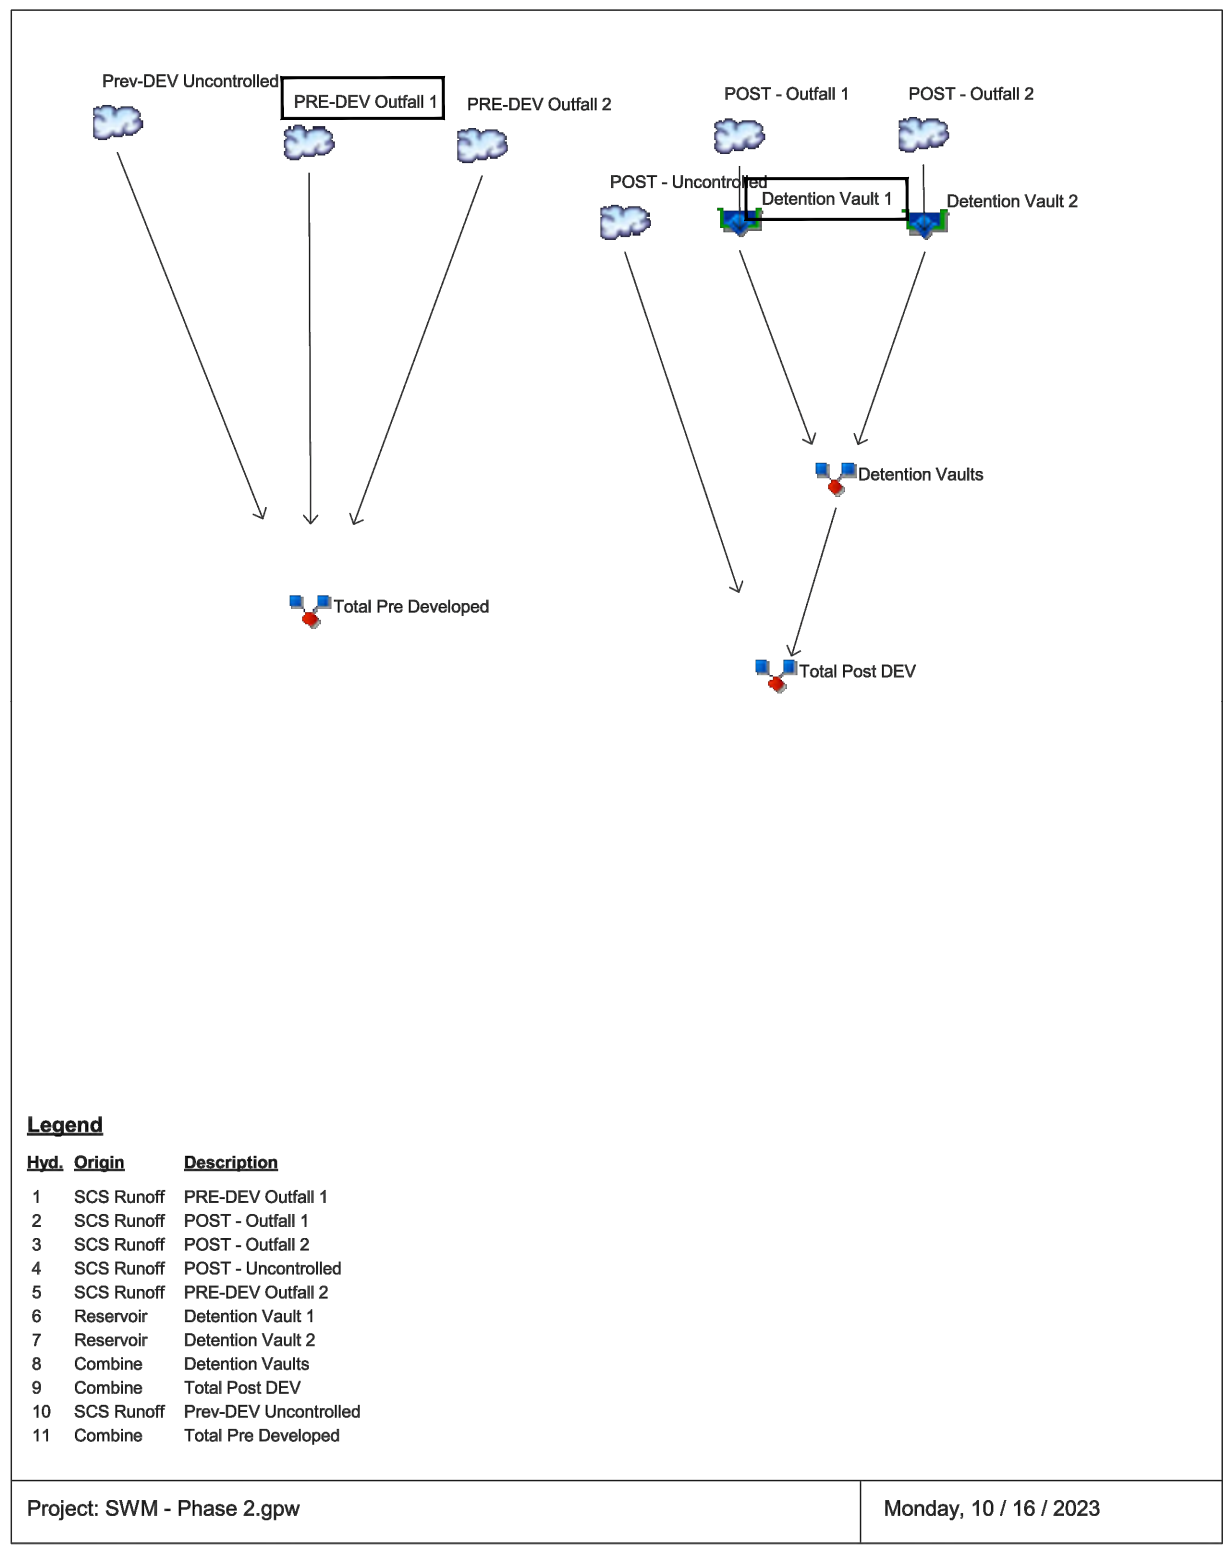 Prev-DEV Uncontrolled
PRE-DEV Outfall 1
PRE-DEV Outfall 2
POST - Outfall 1
POST - Outfall 2
POST - Uncontrolled
Detention Vault 1
Detention Vault 2
Detention Vaults
Total Pre Developed
Total Post DEV
Legend
Hyd. Origin Description
1 SCS Runoff PRE-DEV Outfall 1
2 SCS Runoff POST - Outfall 1
3 SCS Runoff POST - Outfall 2
4 SCS Runoff POST - Uncontrolled
5 SCS Runoff PRE-DEV Outfall 2
6 Reservoir Detention Vault 1
7 Reservoir Detention Vault 2
8 Combine Detention Vaults
9 Combine Total Post DEV
10 SCS Runoff Prev-DEV Uncontrolled
11 Combine Total Pre Developed
Project: SWM - Phase 2.gpw
Monday, 10 / 16 / 2023